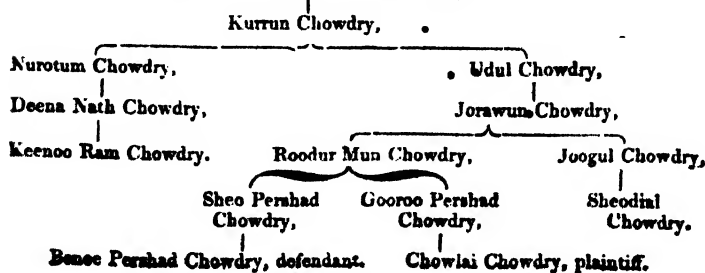 Kurrun Chowdry,
Nurotum Chowdry, Udul Chowdry,
Deena Nath Chowdry, Jorawun Chowdry,
Keenoo Ram Chowdry. Roodur Mun Chowdry, Joogul Chowdry,
Sheo Pershad Gooroo Pershad Sheodial
Chowdry, Chowdry, Chowdry.
Benee Pershad Chowdry, defendant. Chowlai Chowdry, plaintiff.